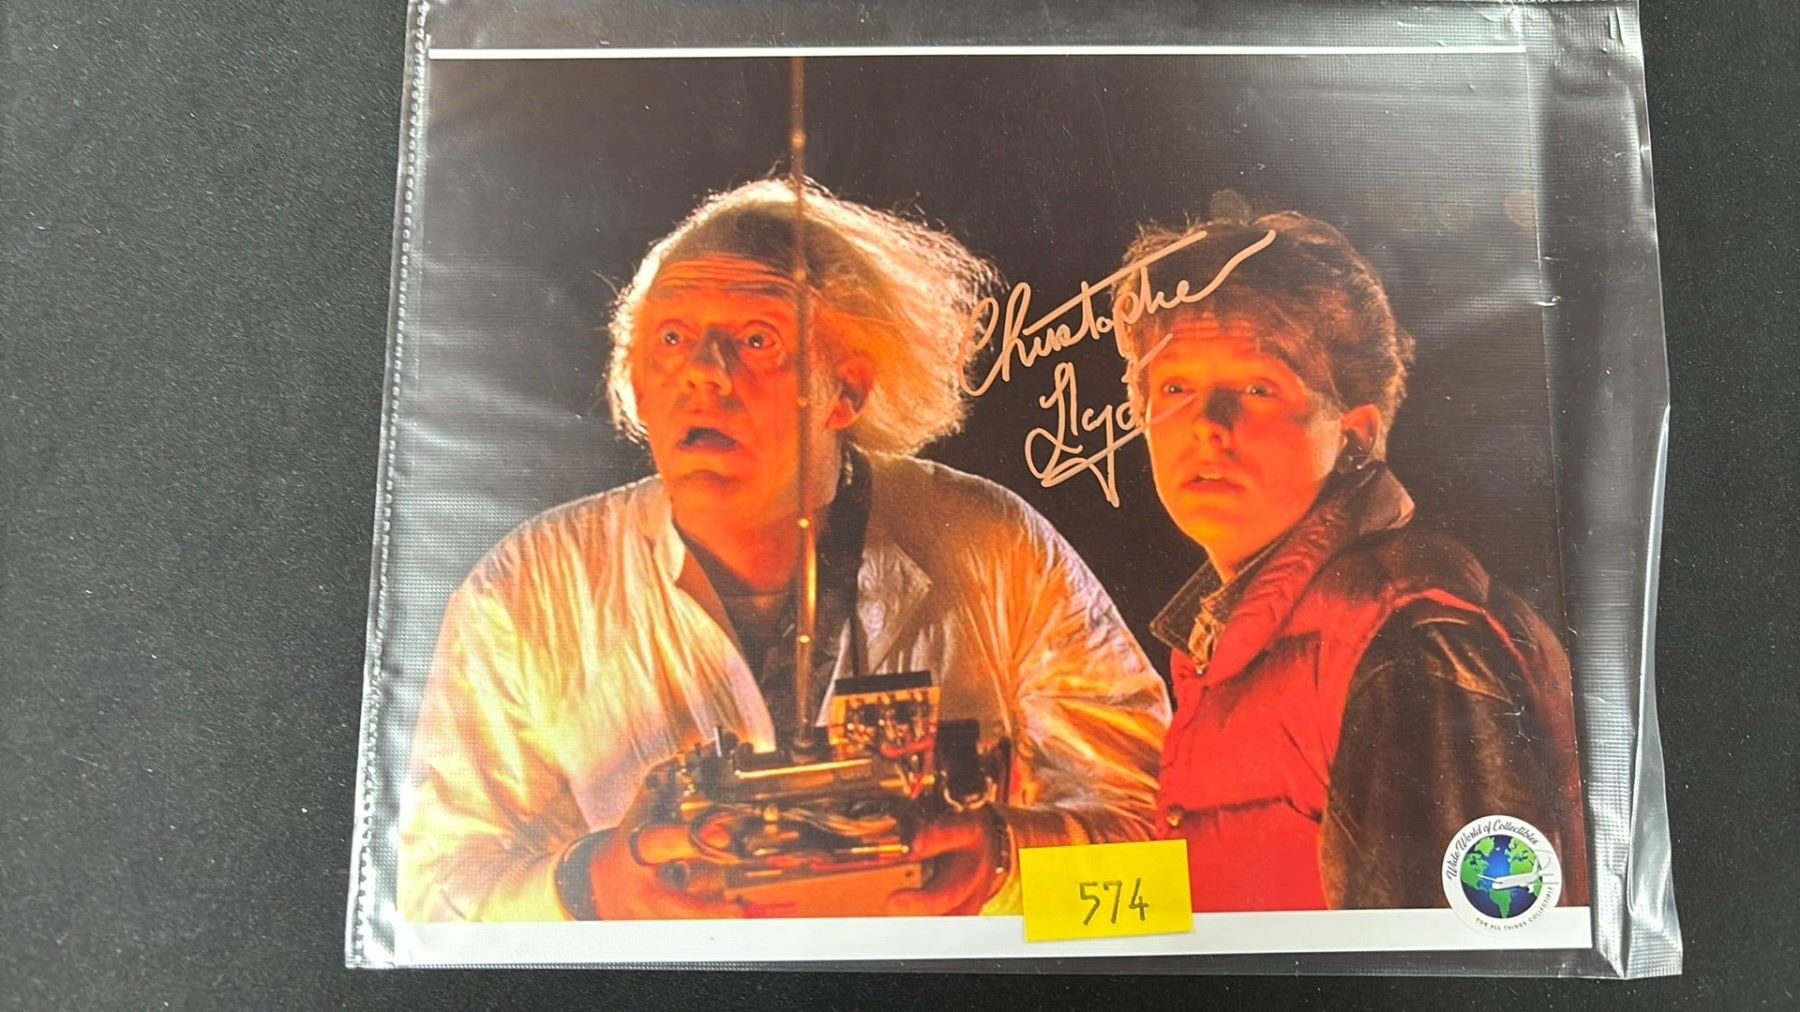 Christopher
Lloyd
574
Wide World of Collectibles
FOR ALL THINGS COLLECTIBLE